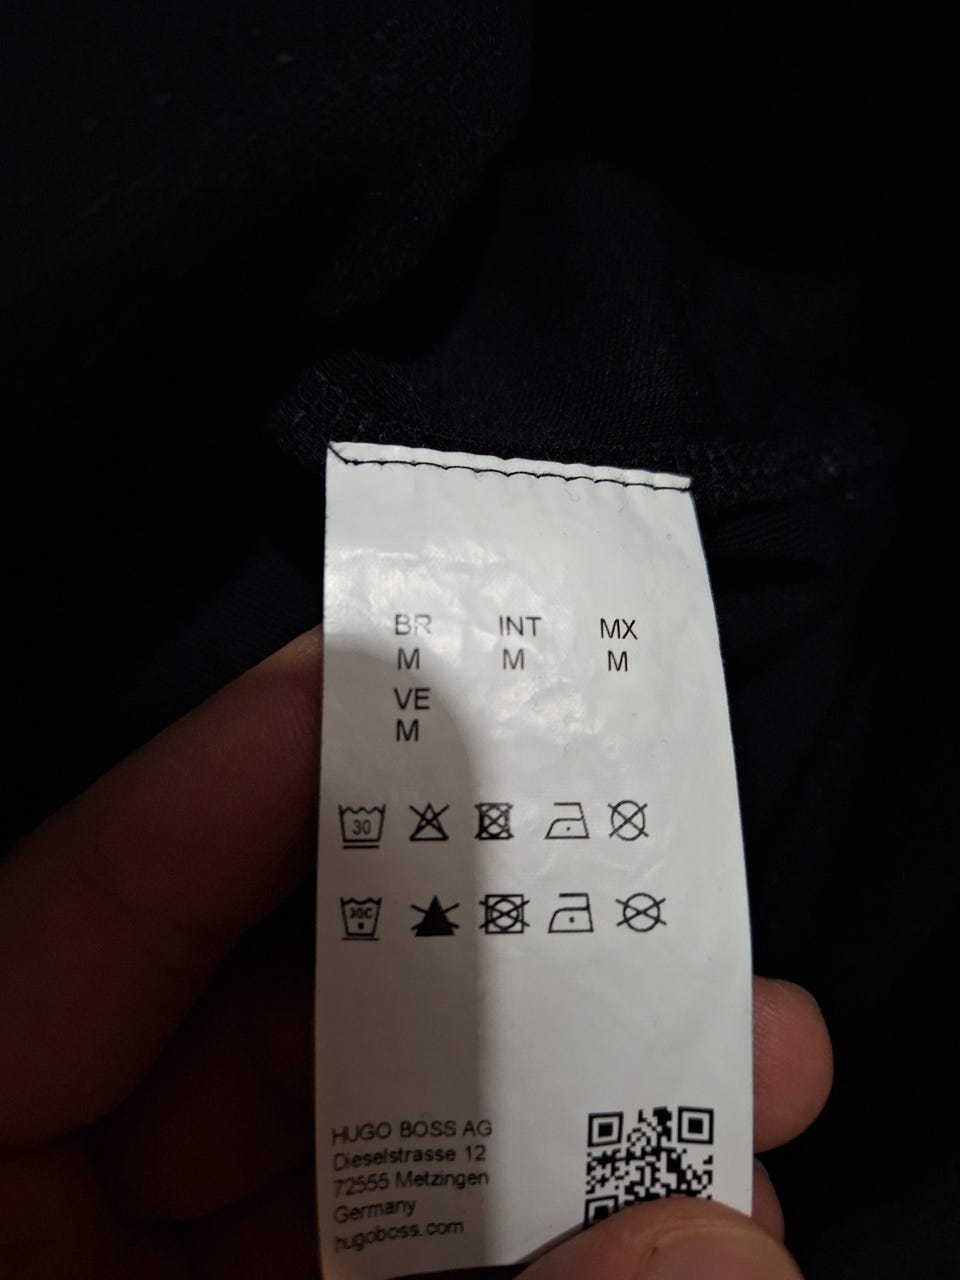 BR INT MX
M M M
VE
M
30
30C
HUGO BOSS AG
Dieselstrasse 12
72555 Metzingen
Germany
hugoboss.com